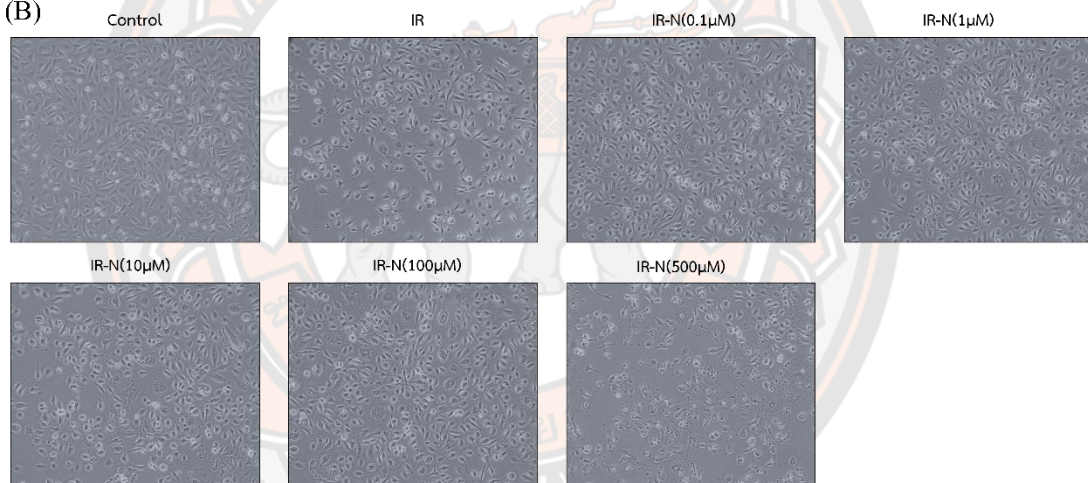 (B)
Control
IR
IR-N(0.1µM)
IR-N(1µM)
IR-N(10µM)
IR-N(100µM)
IR-N(500µM)